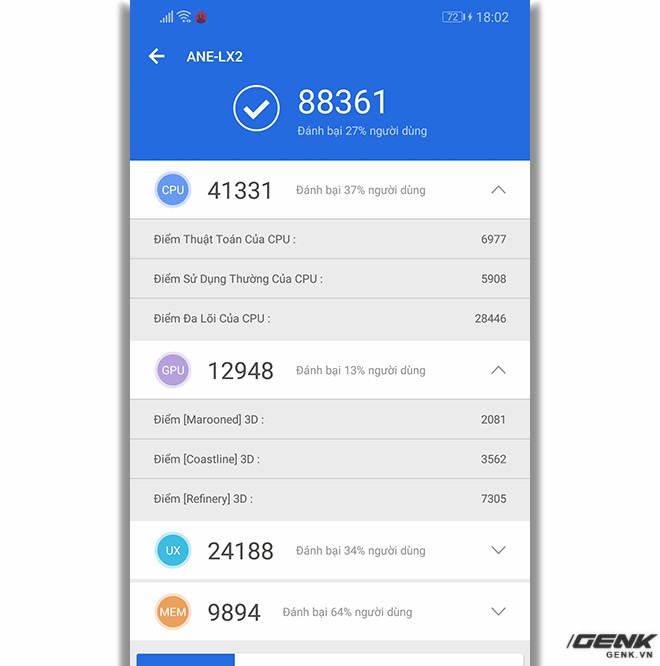 72 18:02
ANE-LX2
88361
Đánh bại 27% người dùng
CPU 41331 Đánh bại 37% người dùng
Điểm Thuật Toán Của CPU : 6977
Điểm Sử Dụng Thường Của CPU : 5908
Điểm Đa Lõi Của CPU : 28446
GPU 12948 Đánh bại 13% người dùng
Điểm [Marooned] 3D : 2081
Điểm [Coastline] 3D : 3562
Điểm [Refinery] 3D : 7305
UX 24188 Đánh bại 34% người dùng
MEM 9894 Đánh bại 64% người dùng
GENK
GENK.VN